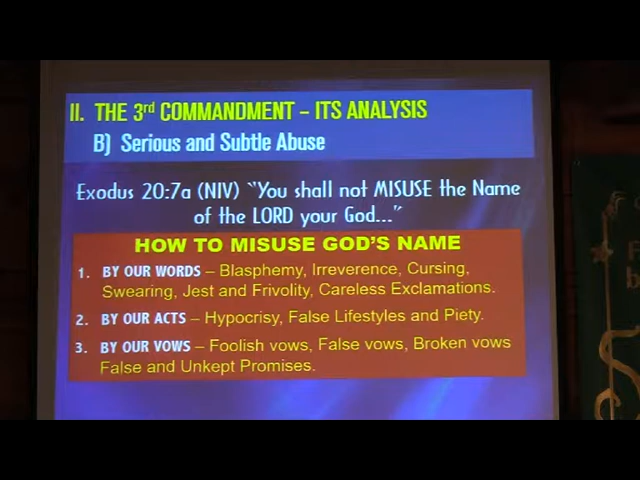 II. THE 3rd COMMANDMENT – ITS ANALYSIS
B) Serious and Subtle Abuse
Exodus 20:7a (NIV) "You shall not MISUSE the Name
of the LORD your God..."
HOW TO MISUSE GOD'S NAME
1. BY OUR WORDS – Blasphemy, Irreverence, Cursing,
Swearing, Jest and Frivolity, Careless Exclamations.
2. BY OUR ACTS – Hypocrisy, False Lifestyles and Piety.
3. BY OUR VOWS – Foolish vows, False vows, Broken vows
False and Unkept Promises.